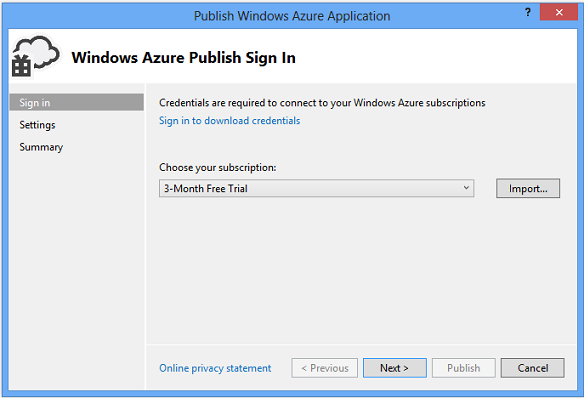 Publish Windows Azure Application
?
Windows Azure Publish Sign In
Sign in
Settings
Summary
Credentials are required to connect to your Windows Azure subscriptions
Sign in to download credentials
Choose your subscription:
3-Month Free Trial
Import...
Online privacy statement
< Previous
Next >
Publish
Cancel